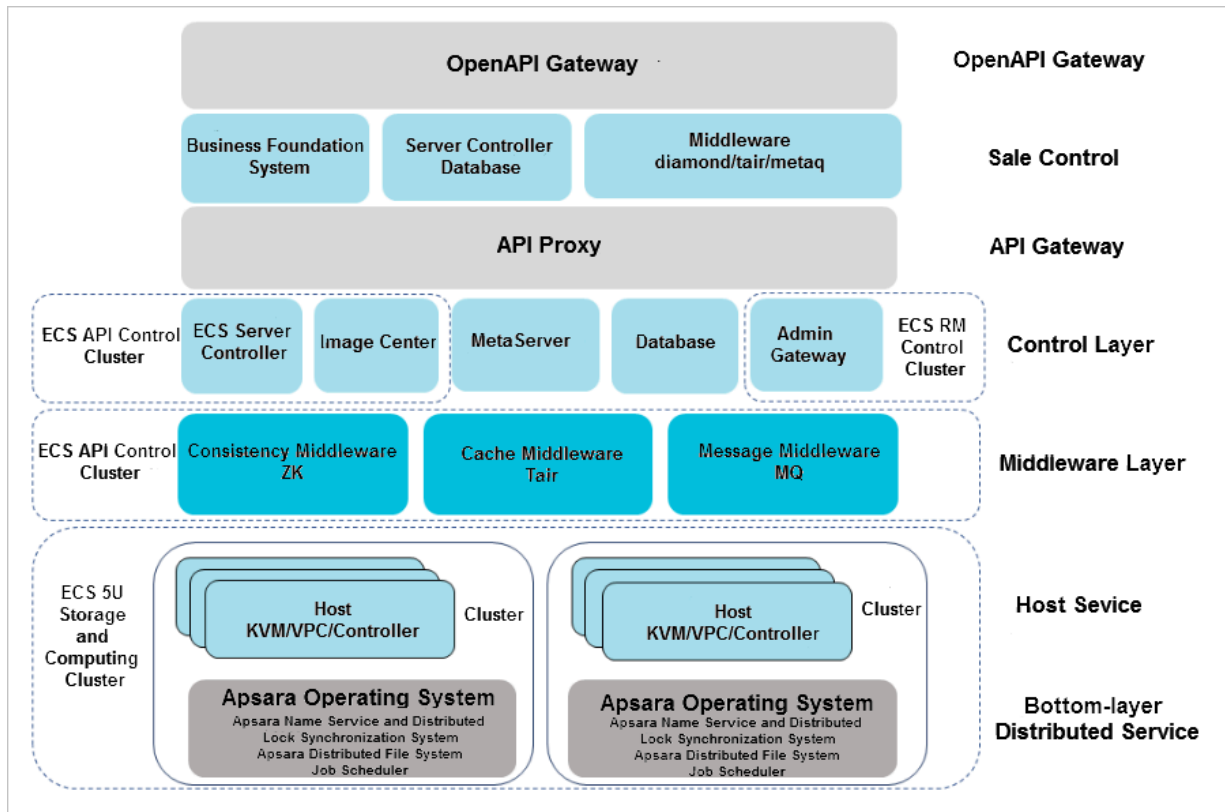 OpenAPI Gateway
OpenAPI Gateway
Business Foundation
System
Server Controller
Database
Middleware
diamond/tair/metaq
Sale Control
API Proxy
API Gateway
ECS API Control
Cluster
ECS Server
Controller
Image Center
MetaServer
Database
Admin
Gateway
ECS RM
Control
Cluster
Control Layer
ECS API Control
Cluster
Consistency Middleware
ZK
Cache Middleware
Tair
Message Middleware
MQ
Middleware Layer
ECS 5U
Storage
and
Computing
Cluster
Host
KVM/VPC/Controller
Cluster
Host
KVM/VPC/Controller
Cluster
Host Sevice
Apsara Operating System
Apsara Name Service and Distributed
Lock Synchronization System
Apsara Distributed File System
Job Scheduler
Apsara Operating System
Apsara Name Service and Distributed
Lock Synchronization System
Apsara Distributed File System
Job Scheduler
Bottom-layer
Distributed Service